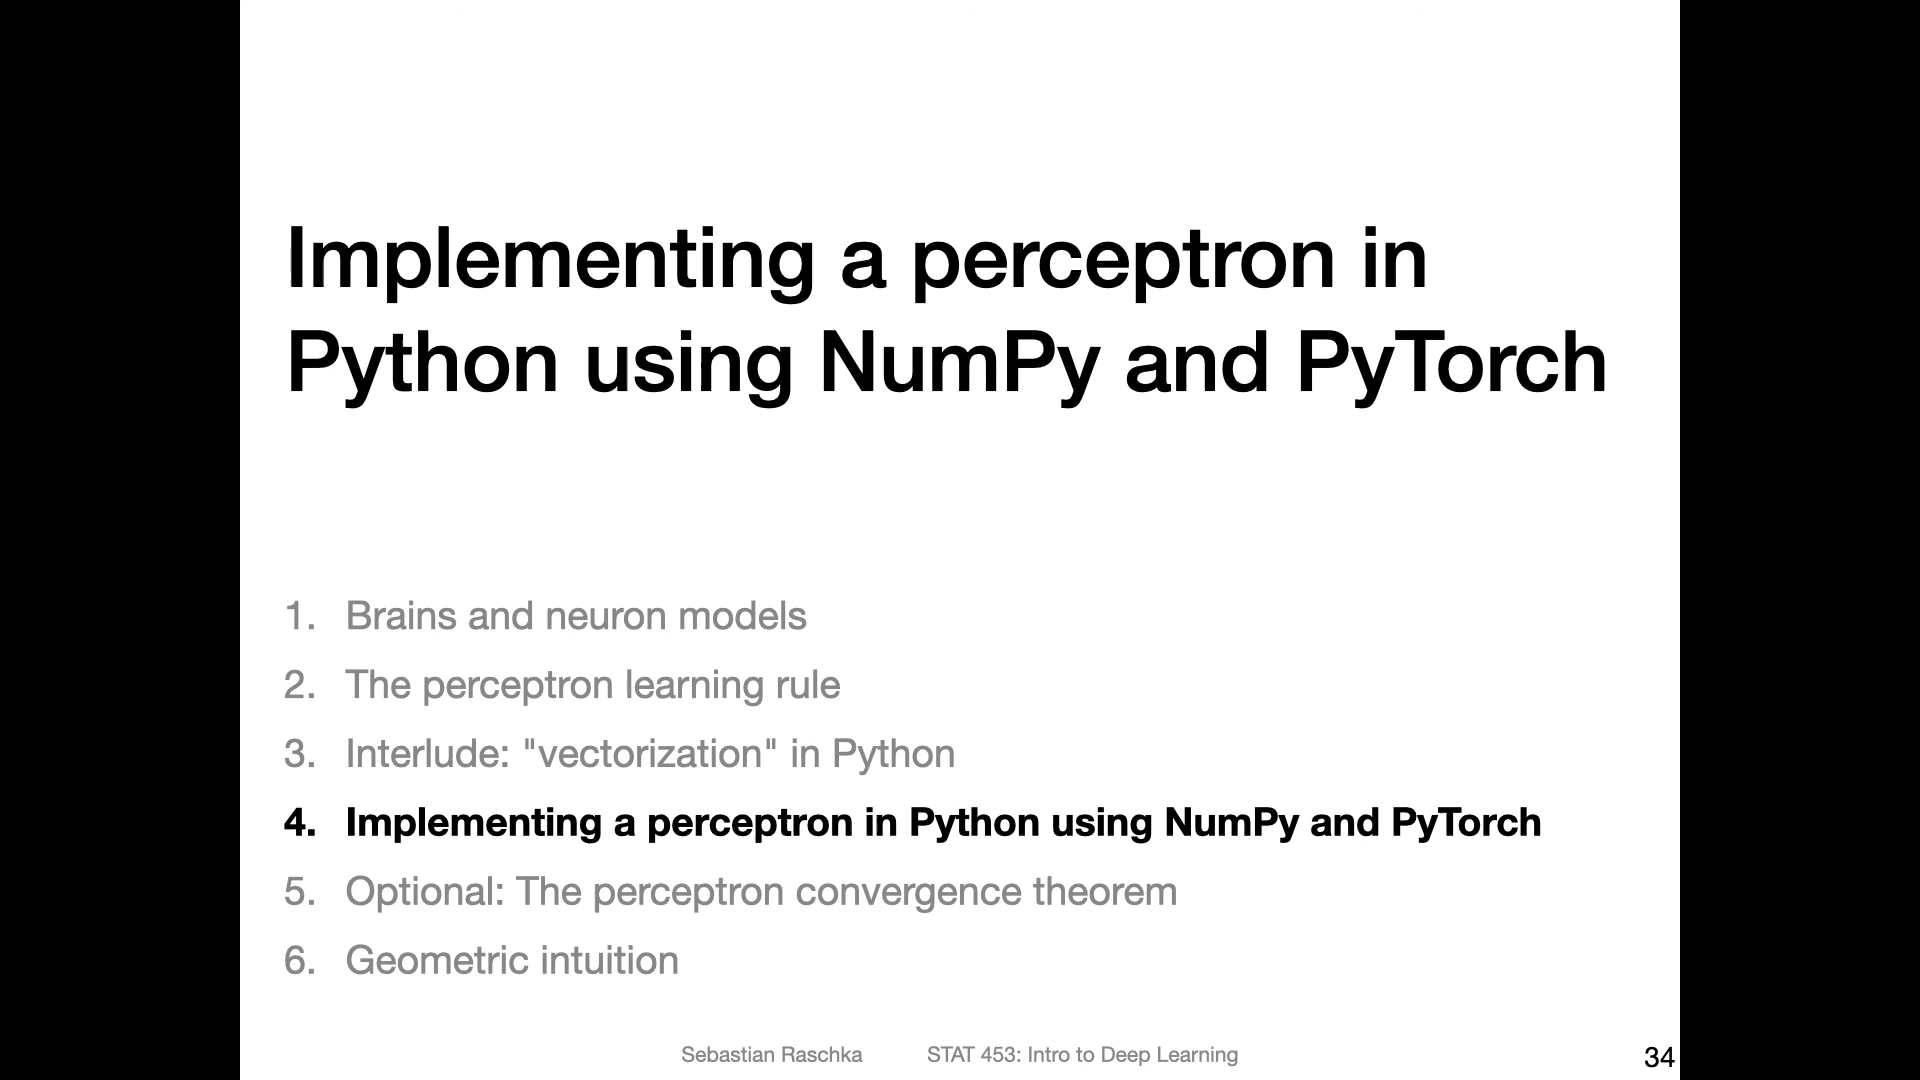 Implementing a perceptron in
Python using NumPy and PyTorch
1. Brains and neuron models
2. The perceptron learning rule
3. Interlude: "vectorization" in Python
4. Implementing a perceptron in Python using NumPy and PyTorch
5. Optional: The perceptron convergence theorem
6. Geometric intuition
Sebastian Raschka STAT 453: Intro to Deep Learning 34